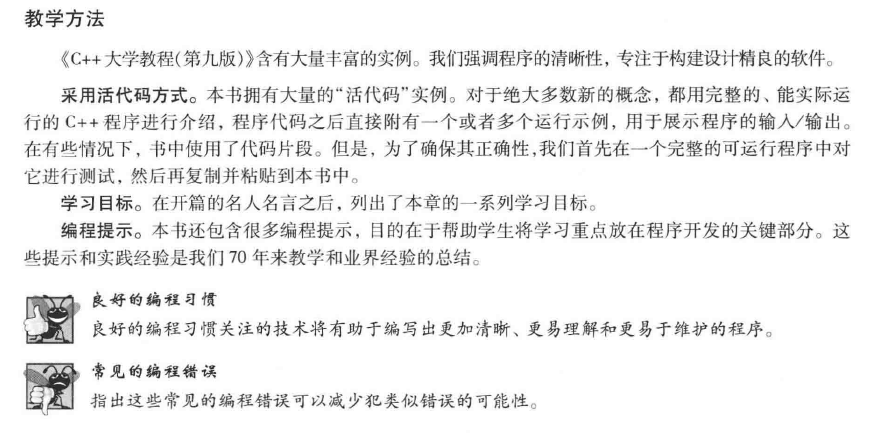 教学方法
《C++大学教程(第九版)》含有大量丰富的实例。我们强调程序的清晰性，专注于构建设计精良的软件。
采用活代码方式。本书拥有大量的“活代码”实例。对于绝大多数新的概念，都用完整的、能实际运
行的 C++程序进行介绍，程序代码之后直接附有一个或者多个运行示例，用于展示程序的输入/输出。
在有些情况下，书中使用了代码片段。但是，为了确保其正确性,我们首先在一个完整的可运行程序中对
它进行测试，然后再复制并粘贴到本书中。
学习目标。在开篇的名人名言之后，列出了本章的一系列学习目标。
编程提示。本书还包含很多编程提示，目的在于帮助学生将学习重点放在程序开发的关键部分。这
些提示和实践经验是我们 70 年来教学和业界经验的总结。
良好的编程习惯
良好的编程习惯关注的技术将有助于编写出更加清晰、更易理解和更易于维护的程序。
常见的编程错误
指出这些常见的编程错误可以减少犯类似错误的可能性。